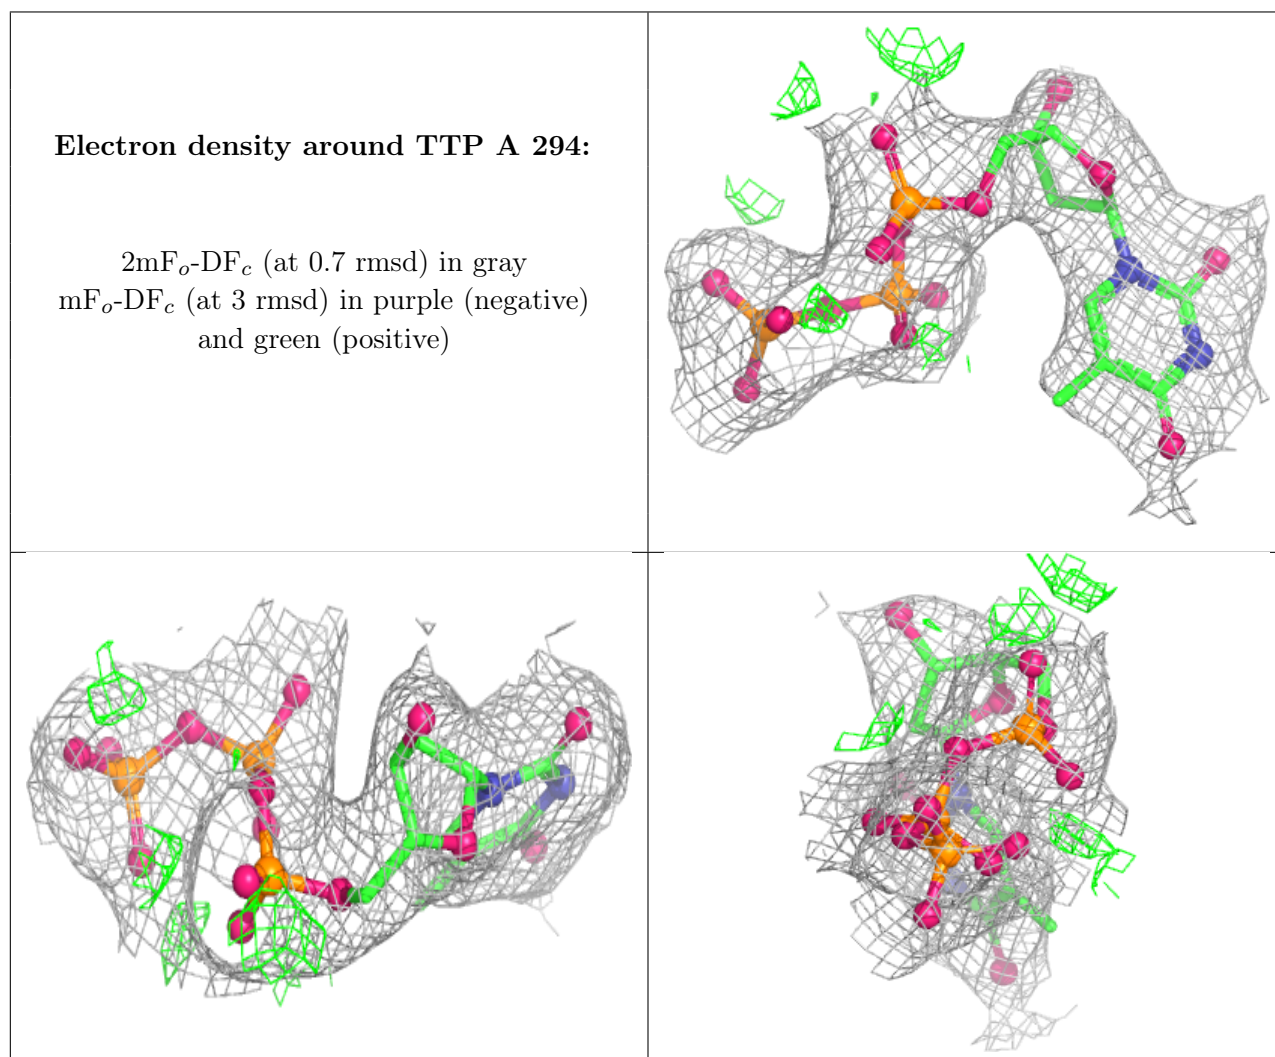 Electron density around TTP A 294:
2mFo-DFc (at 0.7 rmsd) in gray
mFo-DFc (at 3 rmsd) in purple (negative)
and green (positive)